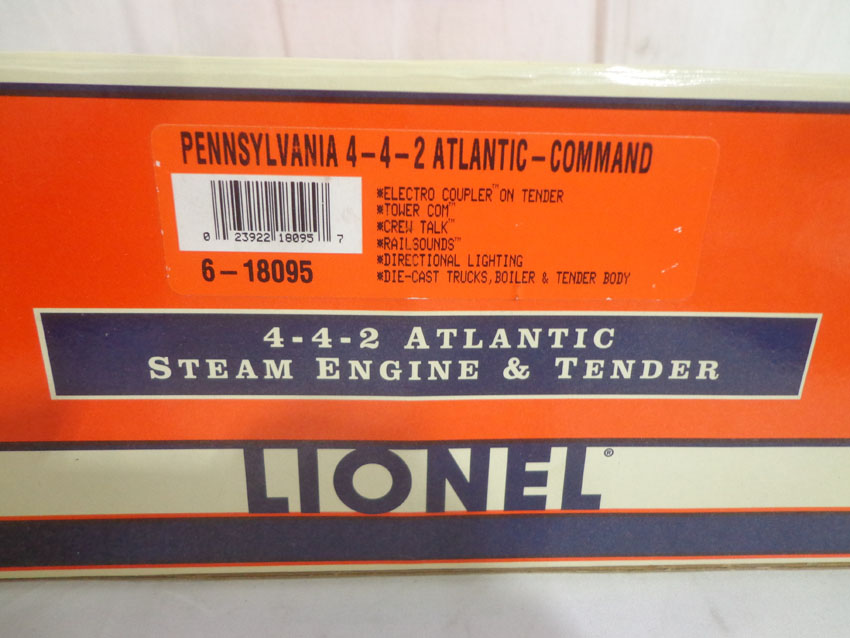 PENNSYLVANIA 4-4-2 ATLANTIC-COMMAND
*ELECTRO COUPLER™ ON TENDER
*TOWER COM™
*CREW TALK™
*RAILSOUNDS™
*DIRECTIONAL LIGHTING
*DIE-CAST TRUCKS, BOILER & TENDER BODY
0 23922 18095 7
6-18095
4-4-2 ATLANTIC
STEAM ENGINE & TENDER
LIONEL®